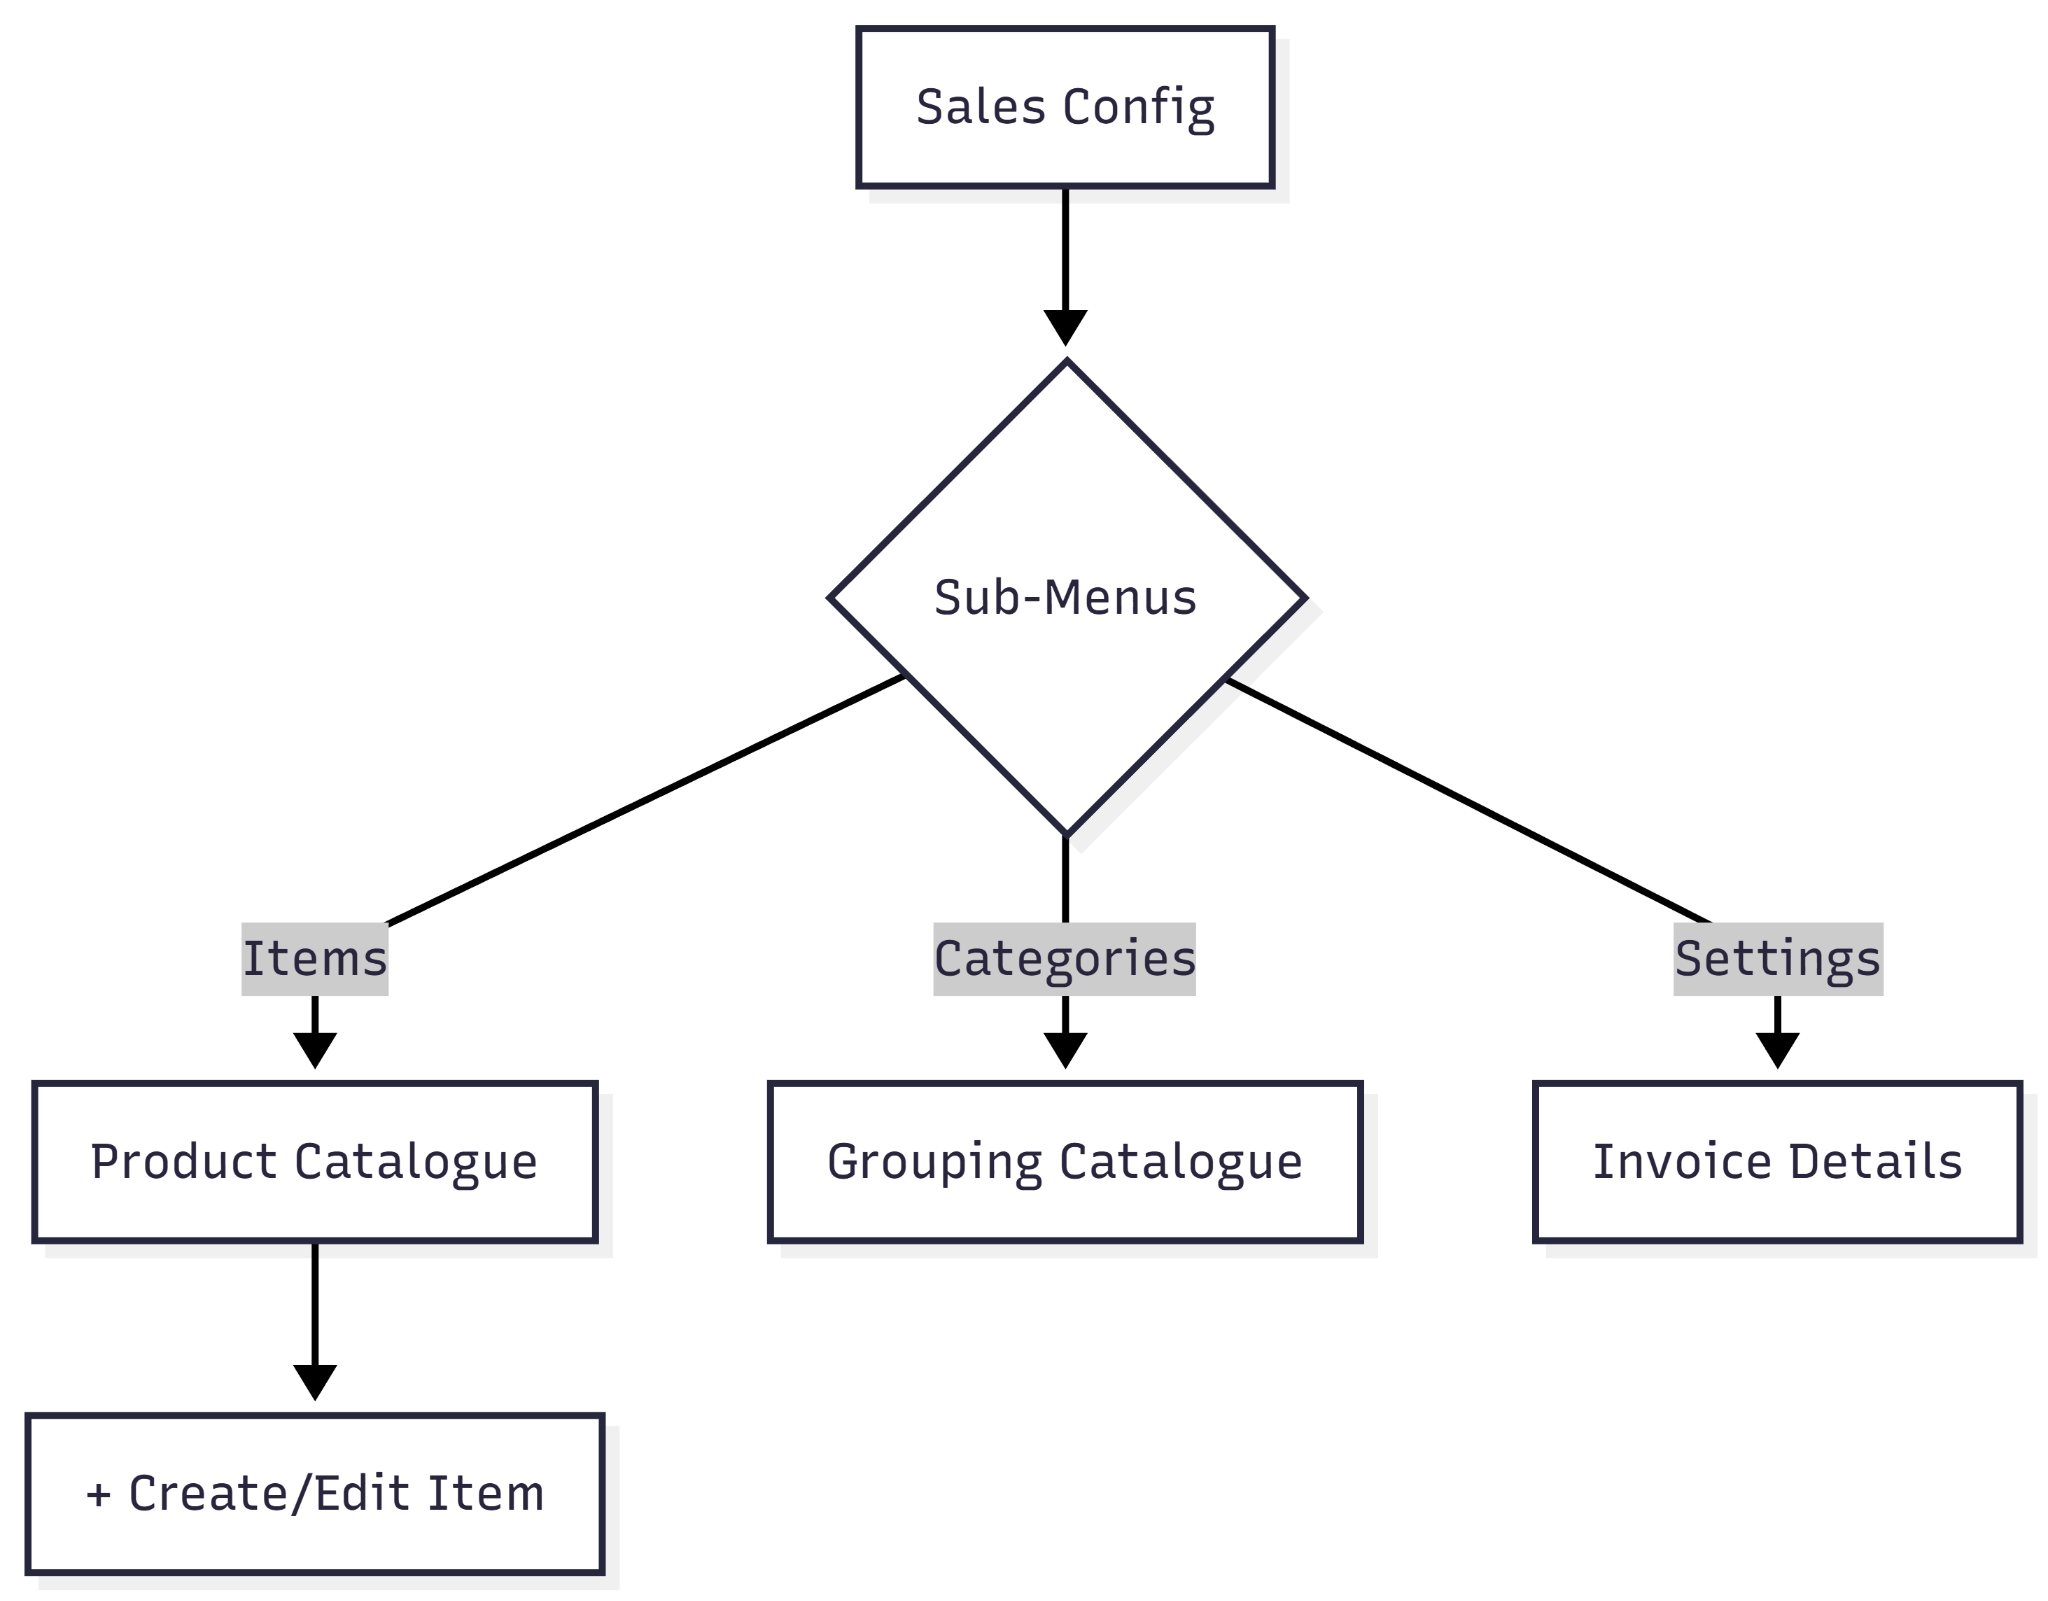 Sales Config
Sub-Menus
Items
Categories
Settings
Product Catalogue
Grouping Catalogue
Invoice Details
+ Create/Edit Item